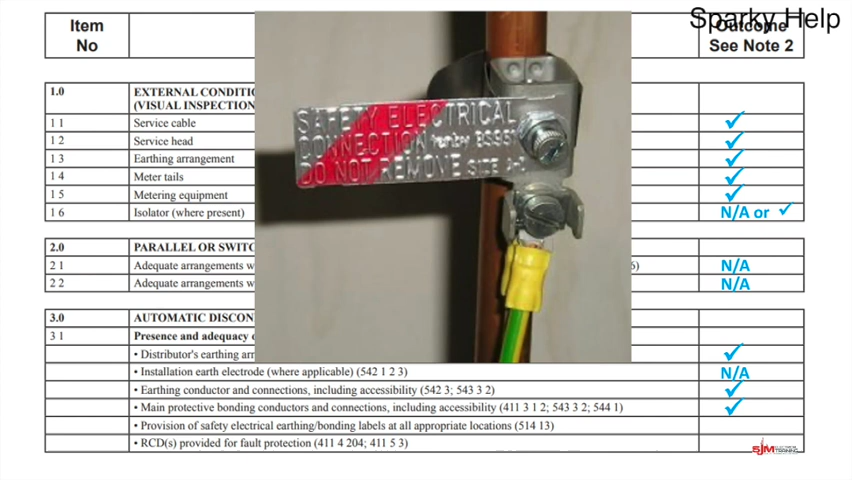 Sparky Help
Item
No
Outcome
See Note 2
1.0
EXTERNAL CONDITI
(VISUAL INSPECTION
1 1 Service cable
1 2 Service head
1 3 Earthing arrangement
1 4 Meter tails
1 5 Metering equipment
1 6 Isolator (where present) N/A or
SAFETY ELECTRICAL
CONNECTION tenby BS951
DO NOT REMOVE SIZE
2.0 PARALLEL OR SWITC
2 1 Adequate arrangements w 6) N/A
2 2 Adequate arrangements w N/A
3.0 AUTOMATIC DISCON
3 1 Presence and adequacy
• Distributor's earthing arr
• Installation earth electrode (where applicable) (542 1 2 3) N/A
• Earthing conductor and connections, including accessibility (542 3; 543 3 2)
• Main protective bonding conductors and connections, including accessibility (411 3 1 2; 543 3 2; 544 1)
• Provision of safety electrical earthing/bonding labels at all appropriate locations (514 13)
• RCD(s) provided for fault protection (411 4 204; 411 5 3)
SJM